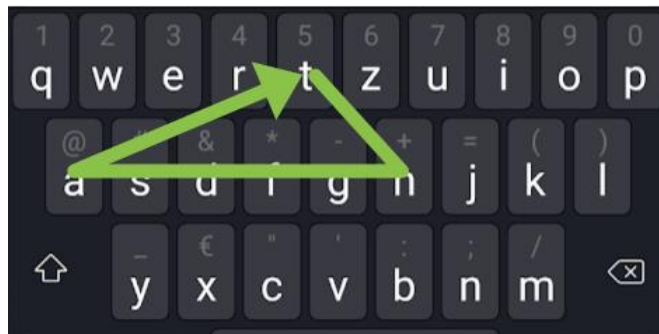 1 2 3 4 5 6 7 8 9 0
q w e r t z u i o p
@ " & * - + = ( )
a s d f g h j k l
_ € " ' : ; /
y x c v b n m